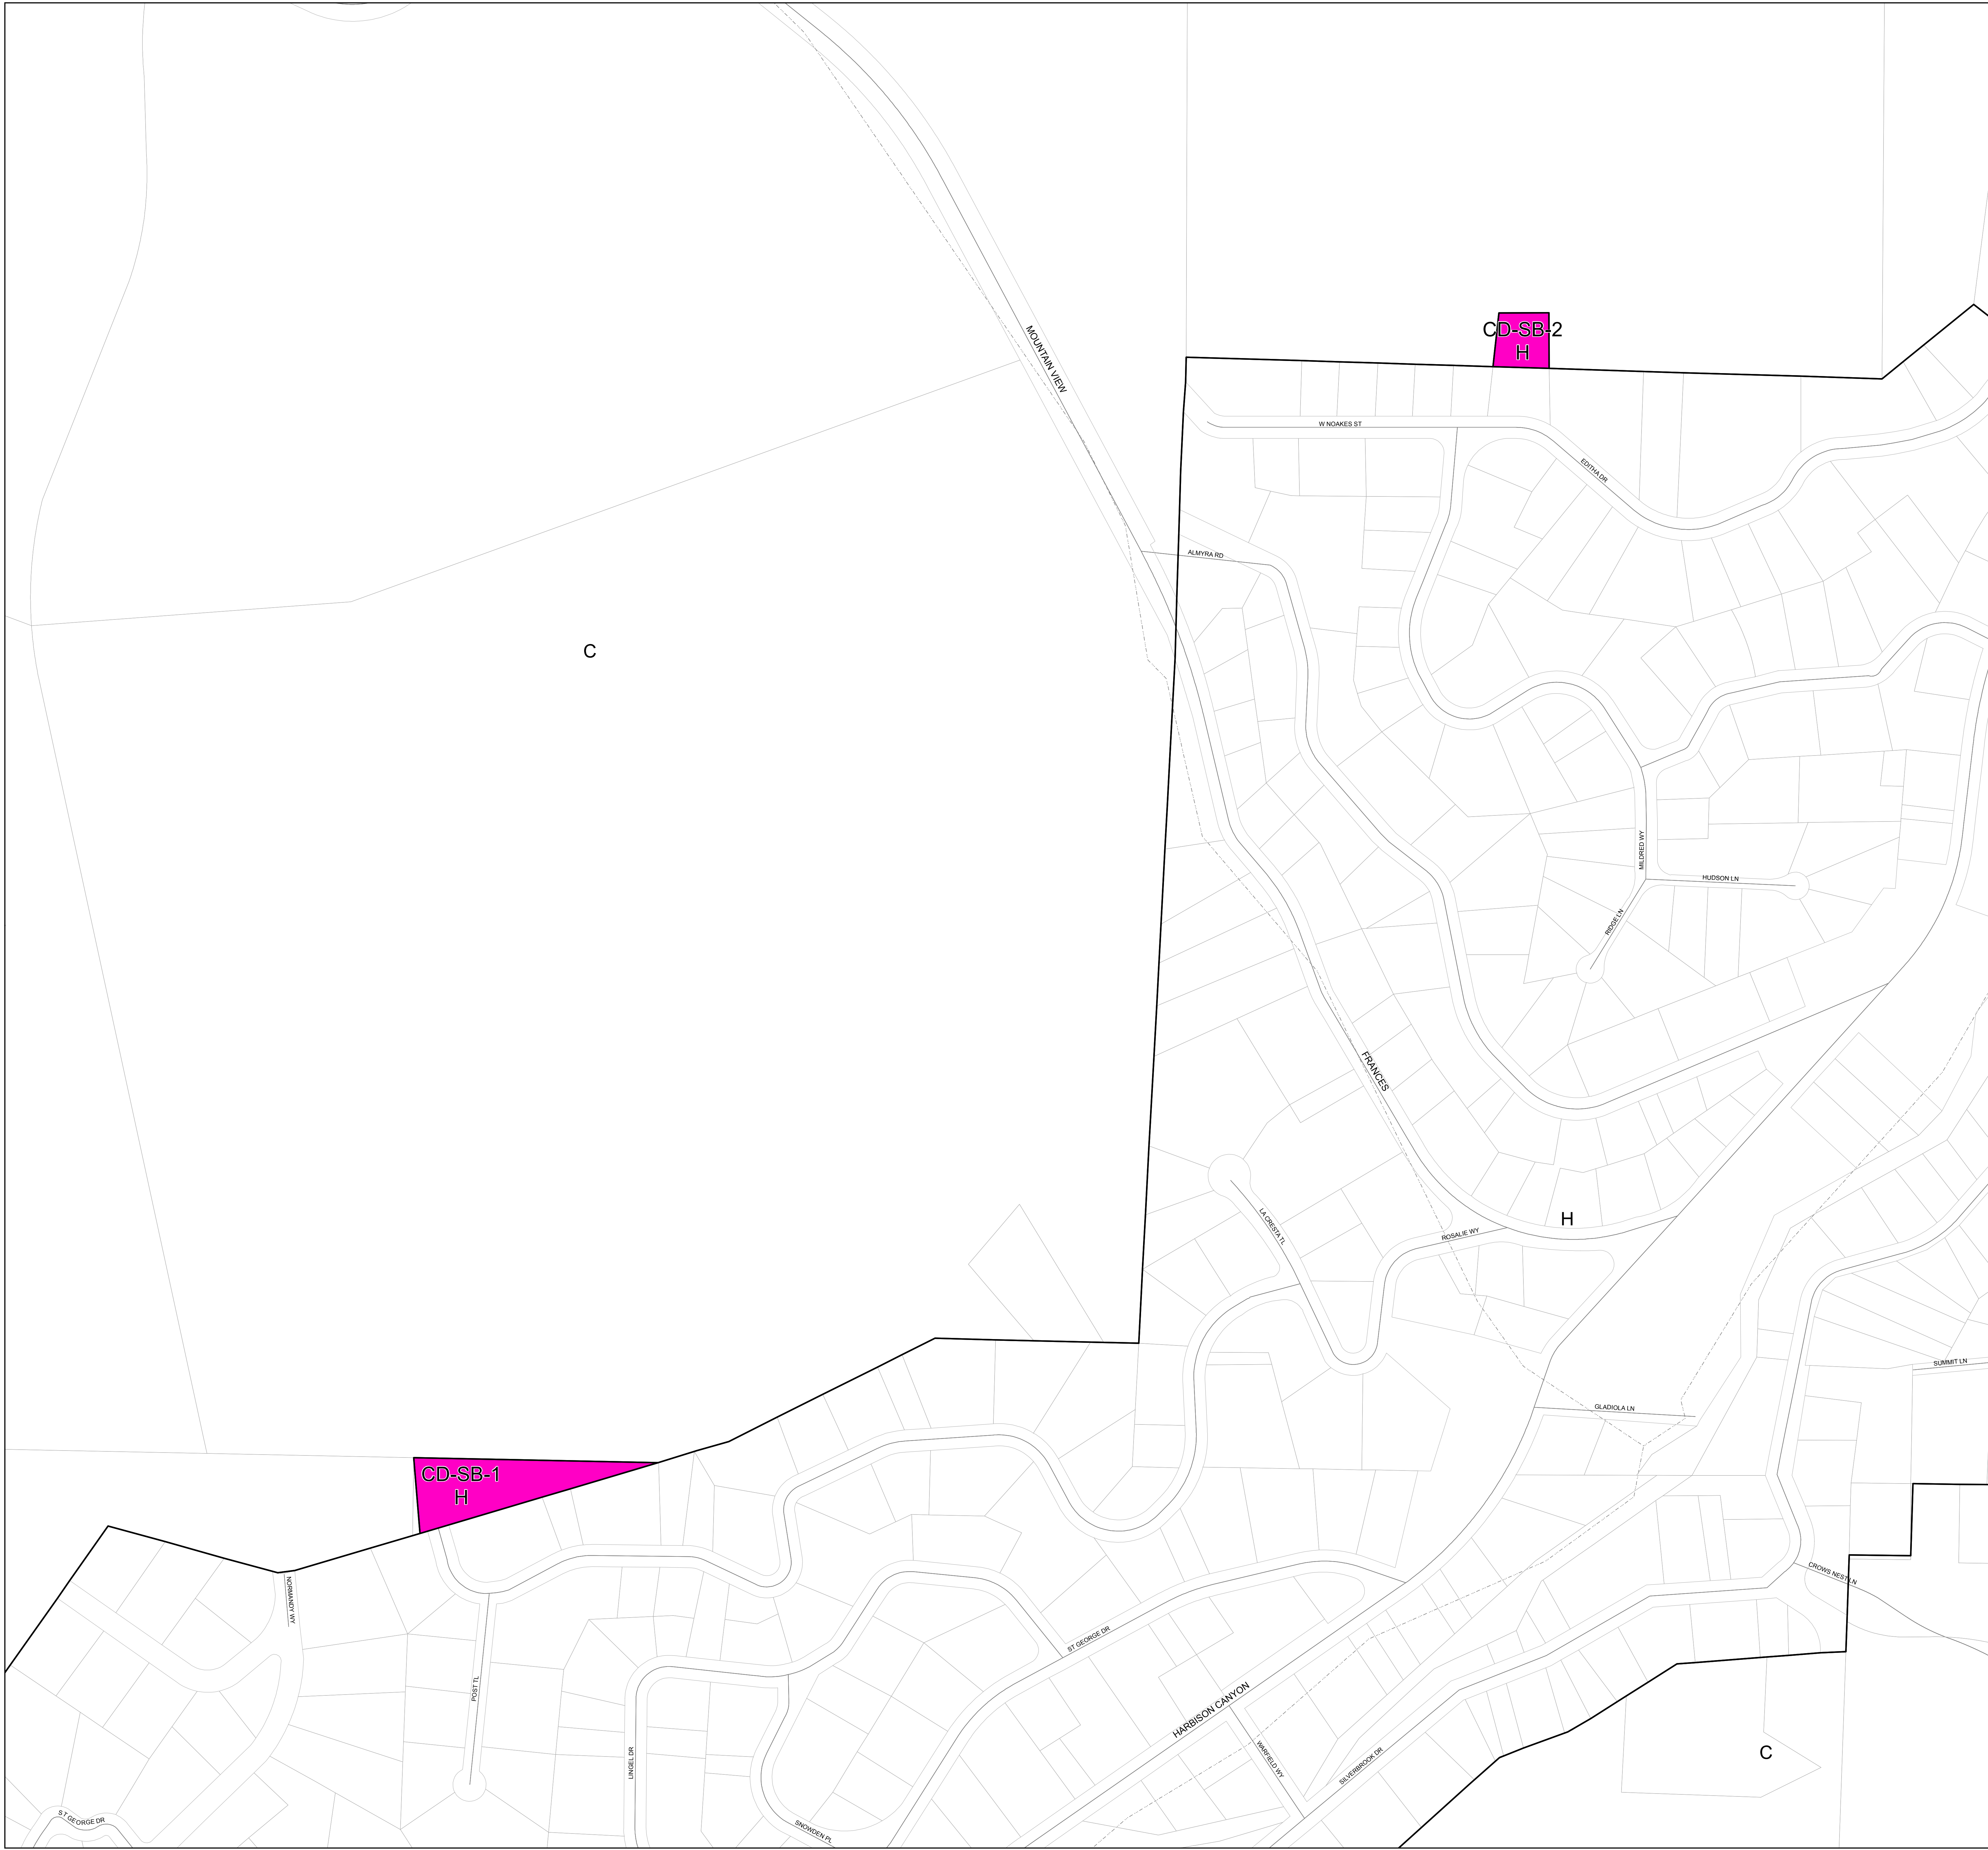 CD-SB-2
H
MOUNTAIN VIEW
W NOAKES ST
EDITHA DR
ALMYRA RD
C
MILDRED WY
HUDSON LN
RIDGE LN
FRANCES
LA CRESTA TL
ROSALIE WY
H
SUMMIT LN
GLADIOLA LN
CD-SB-1
H
CROWS NEST LN
NORMANDY WY
ST GEORGE DR
POST TL
HARBISON CANYON
LINGEL DR
WARFIELD WY
SILVERBROOK DR
C
ST GEORGE DR
SNOWDEN PL